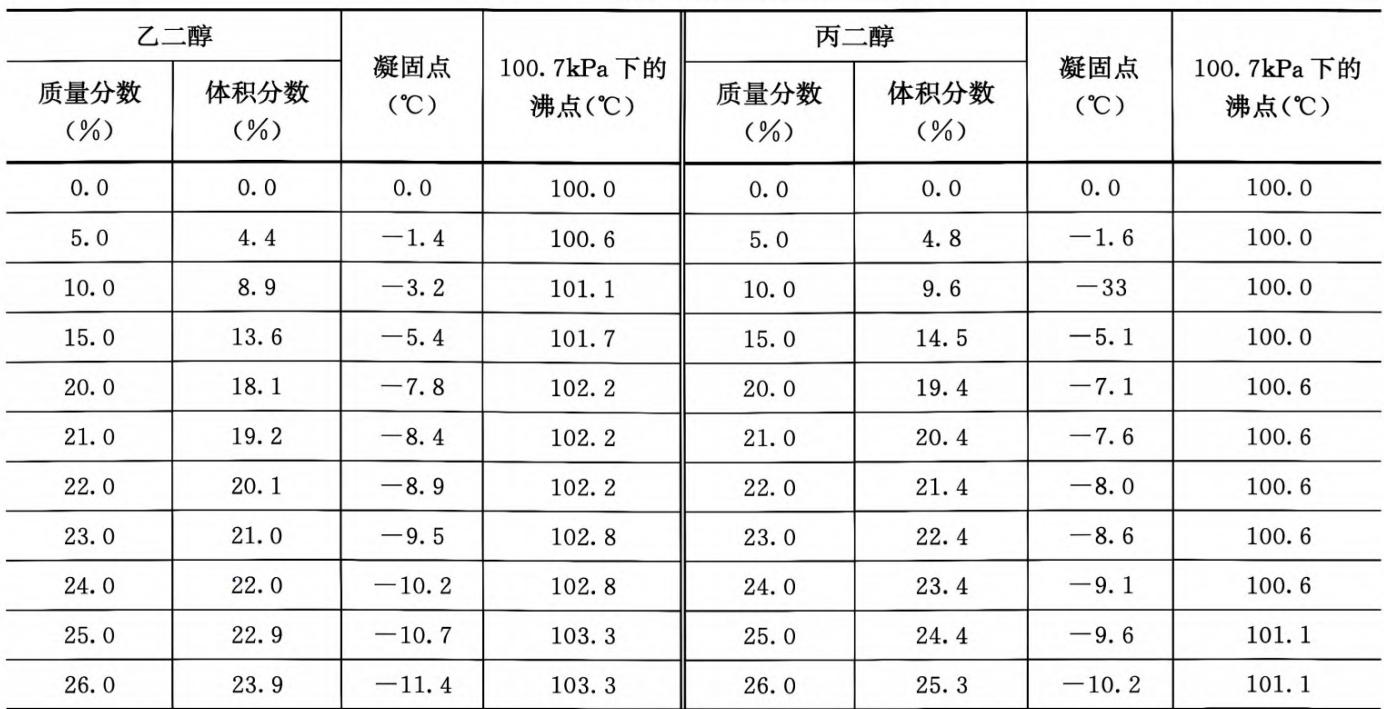 乙二醇 凝固点(℃) 100.7kPa下的沸点(℃) 丙二醇 凝固点(℃) 100.7kPa下的沸点(℃)
质量分数(%) 体积分数(%) 质量分数(%) 体积分数(%)
0.0 0.0 0.0 100.0 0.0 0.0 0.0 100.0
5.0 4.4 －1.4 100.6 5.0 4.8 －1.6 100.0
10.0 8.9 －3.2 101.1 10.0 9.6 －33 100.0
15.0 13.6 －5.4 101.7 15.0 14.5 －5.1 100.0
20.0 18.1 －7.8 102.2 20.0 19.4 －7.1 100.6
21.0 19.2 －8.4 102.2 21.0 20.4 －7.6 100.6
22.0 20.1 －8.9 102.2 22.0 21.4 －8.0 100.6
23.0 21.0 －9.5 102.8 23.0 22.4 －8.6 100.6
24.0 22.0 －10.2 102.8 24.0 23.4 －9.1 100.6
25.0 22.9 －10.7 103.3 25.0 24.4 －9.6 101.1
26.0 23.9 －11.4 103.3 26.0 25.3 －10.2 101.1